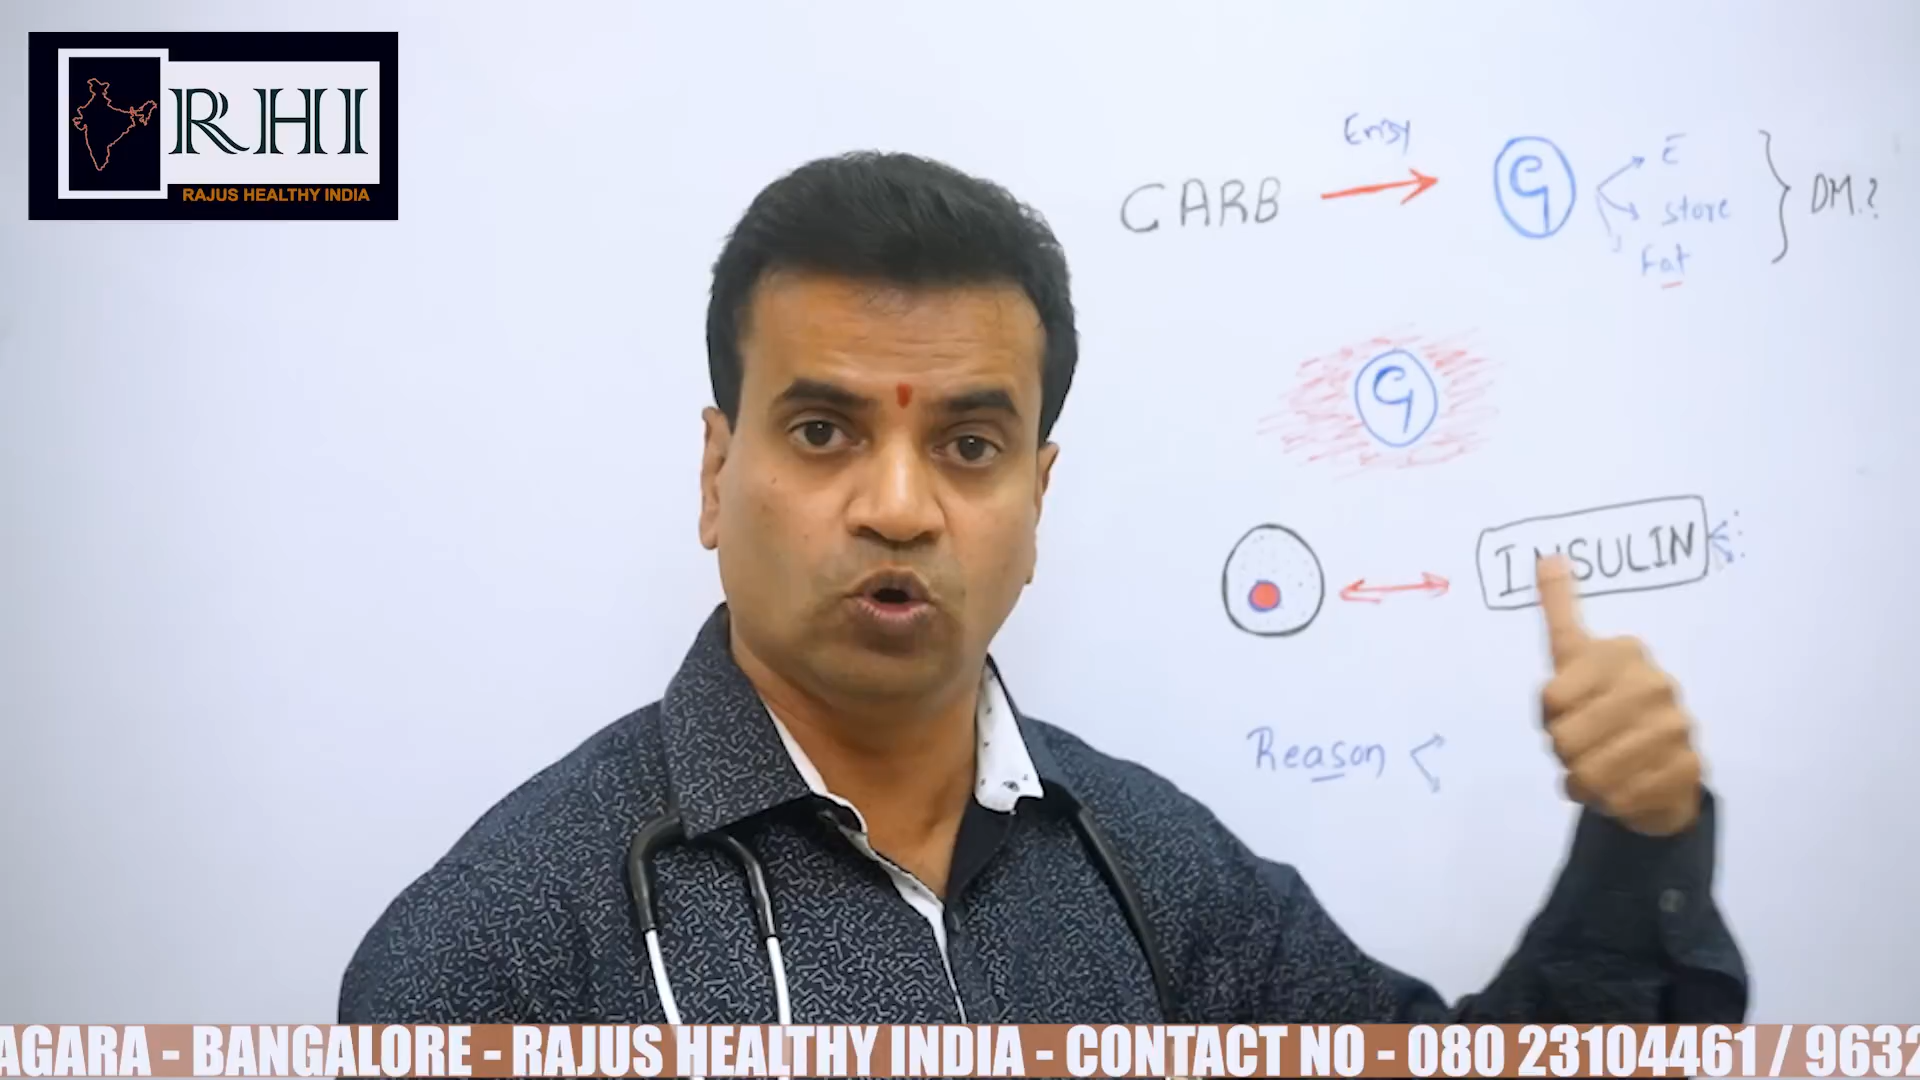 RHI
RAJUS HEALTHY INDIA
CARB
G
E
store
Fat
DM.?
G
INSULIN
Reason
AGARA - BANGALORE - RAJUS HEALTHY INDIA - CONTACT NO - 080 23104461 / 9632